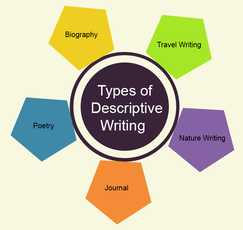 Types of
Descriptive
Writing
Biography
Travel Writing
Nature Writing
Journal
Poetry